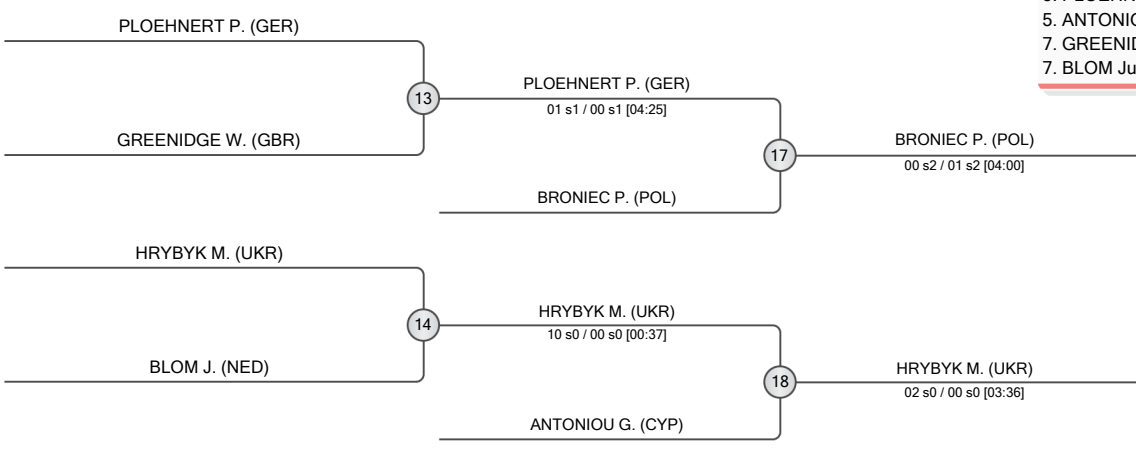 5. ANTONIO
7. GREENID
7. BLOM Ju
PLOEHNERT P. (GER)
13
GREENIDGE W. (GBR)
PLOEHNERT P. (GER)
01 s1 / 00 s1 [04:25]
17
BRONIEC P. (POL)
BRONIEC P. (POL)
00 s2 / 01 s2 [04:00]
HRYBYK M. (UKR)
14
BLOM J. (NED)
HRYBYK M. (UKR)
10 s0 / 00 s0 [00:37]
18
ANTONIOU G. (CYP)
HRYBYK M. (UKR)
02 s0 / 00 s0 [03:36]